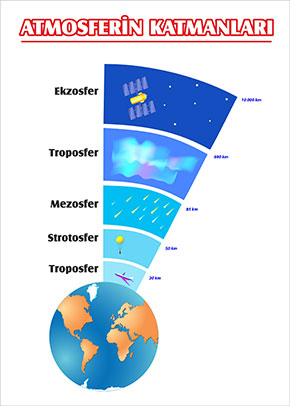 ATMOSFERİN KATMANLARI
Ekzosfer
10.000 km
Troposfer
690 km
Mezosfer
85 km
Strotosfer
50 km
Troposfer
20 km